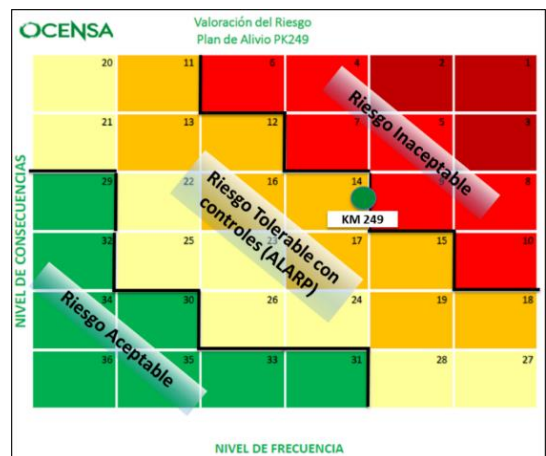 OCENSA
Valoración del Riesgo
Plan de Alivio PK249
NIVEL DE CONSECUENCIAS
20 11 6 4 2 1
21 13 12 7 5 3
29 22 16 14 9 8
32 25 23 17 15 10
34 30 26 24 19 18
36 35 33 31 28 27
Riesgo Inaceptable
Riesgo Tolerable con
controles (ALARP)
Riesgo Aceptable
KM 249
NIVEL DE FRECUENCIA